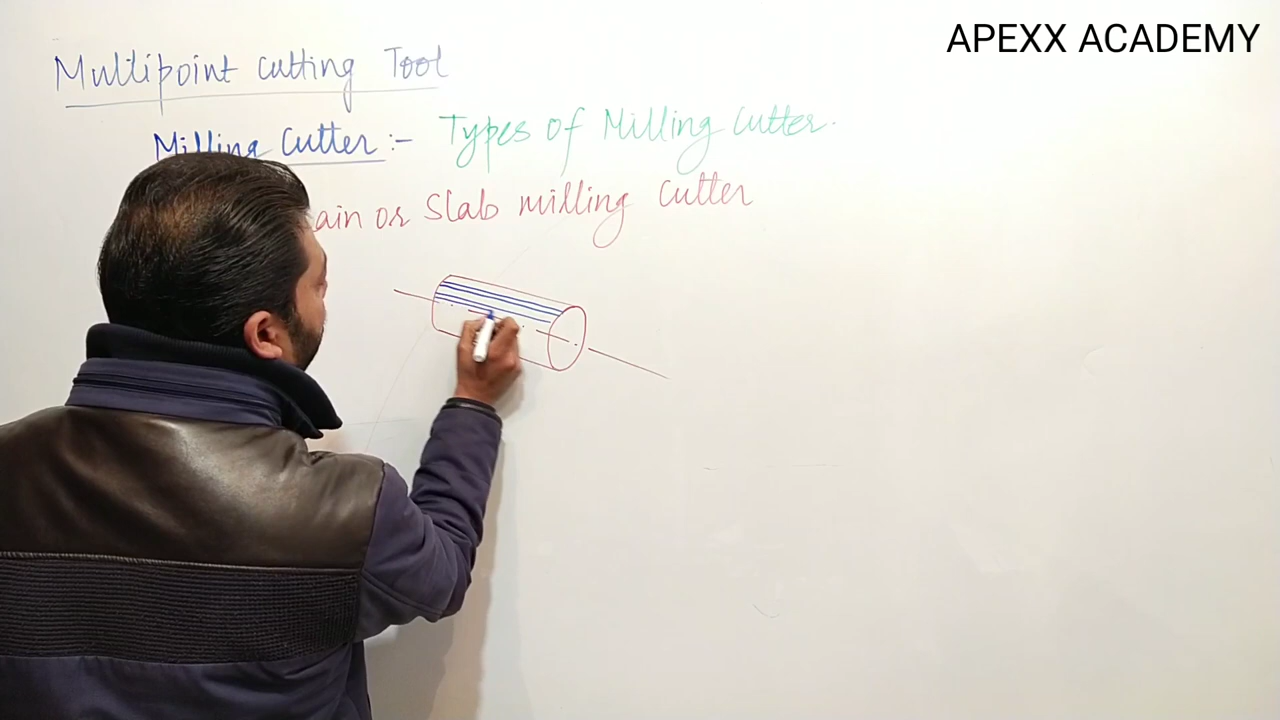 APEXX ACADEMY
Multipoint cutting Tool
Milling Cutter :- Types of Milling Cutter.
ain or Slab milling Cutter